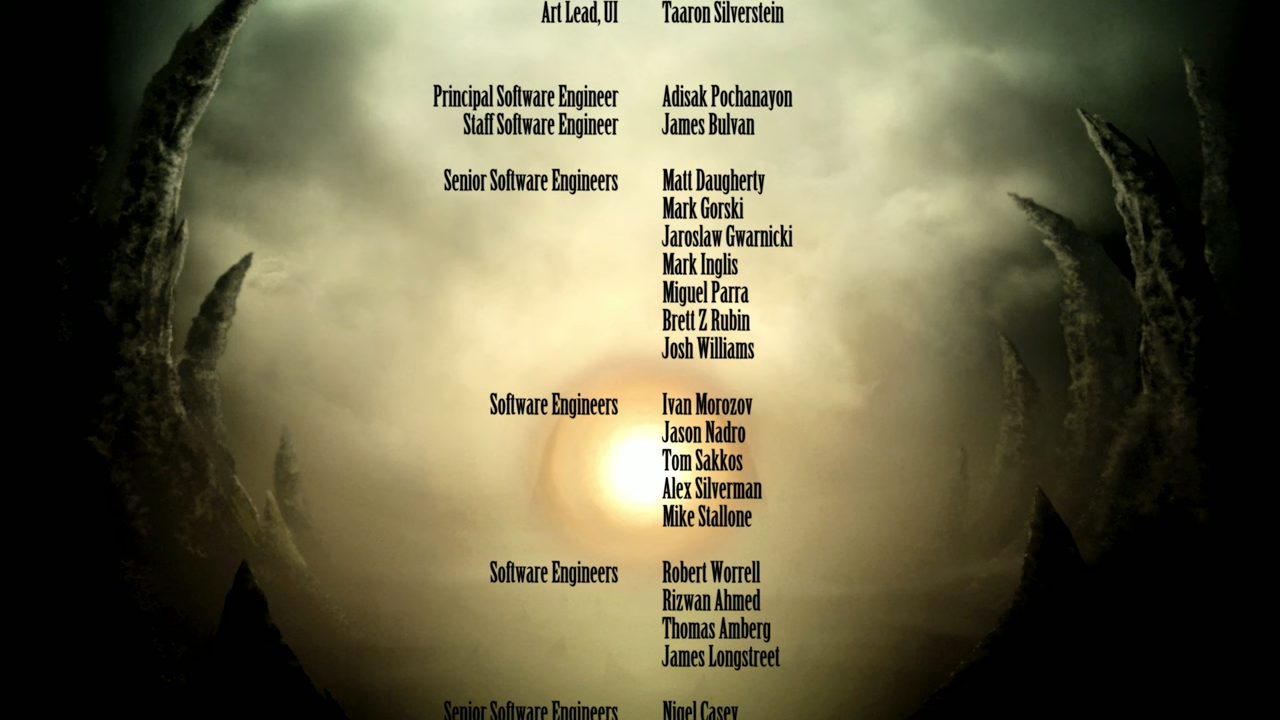 Art Lead, UI Taaron Silverstein
Principal Software Engineer Adisak Pochanayon
Staff Software Engineer James Bulvan
Senior Software Engineers Matt Daugherty
Mark Gorski
Jaroslaw Gwarnicki
Mark Inglis
Miguel Parra
Brett Z Rubin
Josh Williams
Software Engineers Ivan Morozov
Jason Nadro
Tom Sakkos
Alex Silverman
Mike Stallone
Software Engineers Robert Worrell
Rizwan Ahmed
Thomas Amberg
James Longstreet
Senior Software Engineers Nigel Casey